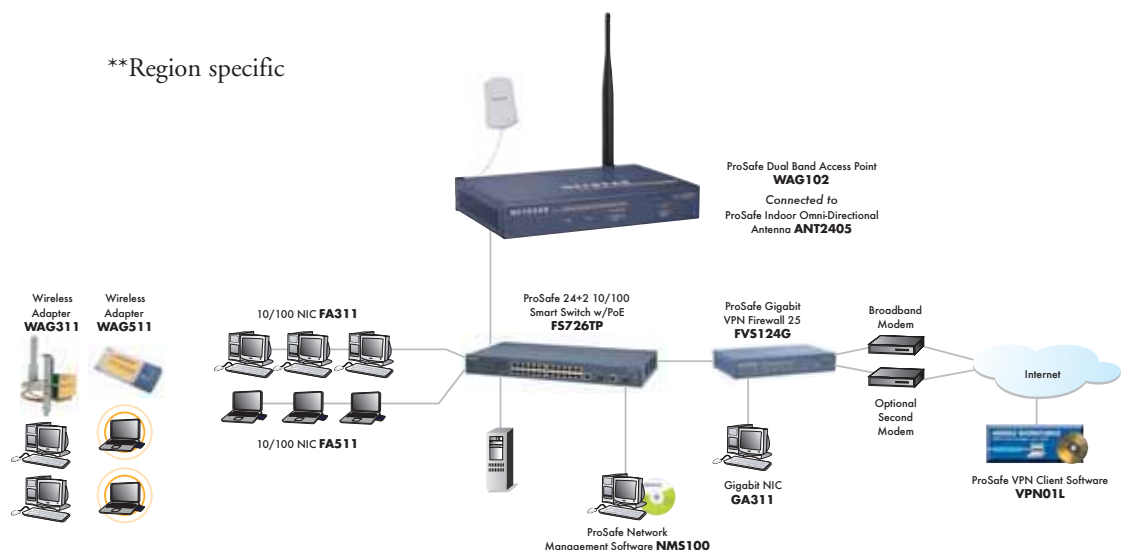 **Region specific
ProSafe Dual Band Access Point
WAG102
Connected to
ProSafe Indoor Omni-Directional
Antenna ANT2405
NETGEAR
Wireless
Adapter
WAG311
Wireless
Adapter
WAG511
10/100 NIC FA311
10/100 NIC FA511
ProSafe 24+2 10/100
Smart Switch w/PoE
FS726TP
ProSafe Gigabit
VPN Firewall 25
FVS124G
Broadband
Modem
Optional
Second
Modem
Internet
Gigabit NIC
GA311
ProSafe VPN Client Software
VPN01L
ProSafe Network
Management Software NMS100